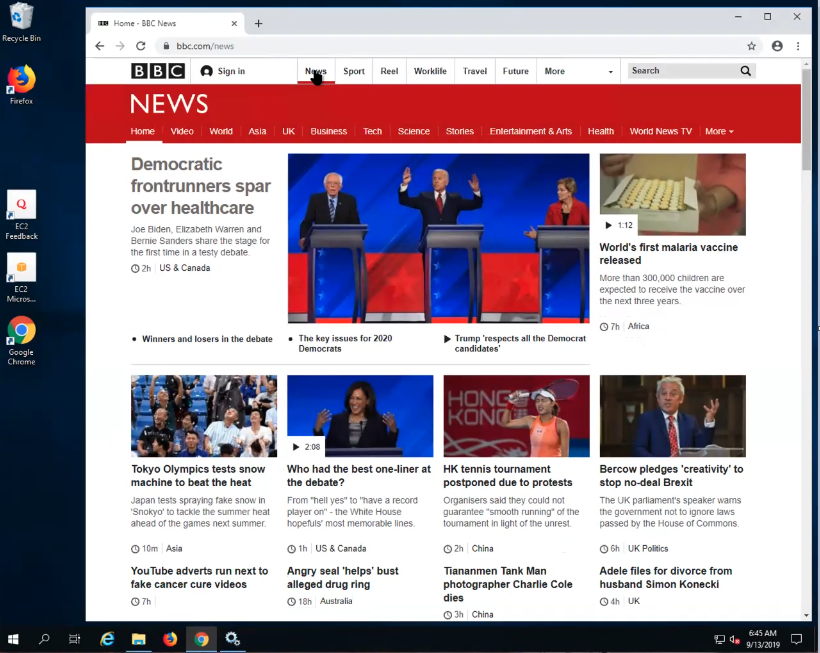 Recycle Bin
Firefox
EC2
Feedback
EC2
Micros...
Google
Chrome
Home - BBC News
bbc.com/news
BBC
Sign in
News
Sport
Reel
Worklife
Travel
Future
More
Search
NEWS
Home
Video
World
Asia
UK
Business
Tech
Science
Stories
Entertainment & Arts
Health
World News TV
More
Democratic
frontrunners spar
over healthcare
Joe Biden, Elizabeth Warren and
Bernie Sanders share the stage for
the first time in a testy debate.
2h US & Canada
1:12
World's first malaria vaccine
released
More than 300,000 children are
expected to receive the vaccine over
the next three years.
7h Africa
Winners and losers in the debate
The key issues for 2020
Democrats
Trump 'respects all the Democrat
candidates'
HONG
KONG
Tokyo Olympics tests snow
machine to beat the heat
Japan tests spraying fake snow in
'Snokyo' to tackle the summer heat
ahead of the games next summer.
10m Asia
2:08
Who had the best one-liner at
the debate?
From "hell yes" to "have a record
player on" - the White House
hopefuls' most memorable lines.
1h US & Canada
HK tennis tournament
postponed due to protests
Organisers said they could not
guarantee "smooth running" of the
tournament in light of the unrest.
2h China
Bercow pledges 'creativity' to
stop no-deal Brexit
The UK parliament's speaker warns
the government not to ignore laws
passed by the House of Commons.
6h UK Politics
YouTube adverts run next to
fake cancer cure videos
7h
Angry seal 'helps' bust
alleged drug ring
18h Australia
Tiananmen Tank Man
photographer Charlie Cole
dies
3h China
Adele files for divorce from
husband Simon Konecki
4h UK
6:45 AM
9/13/2019